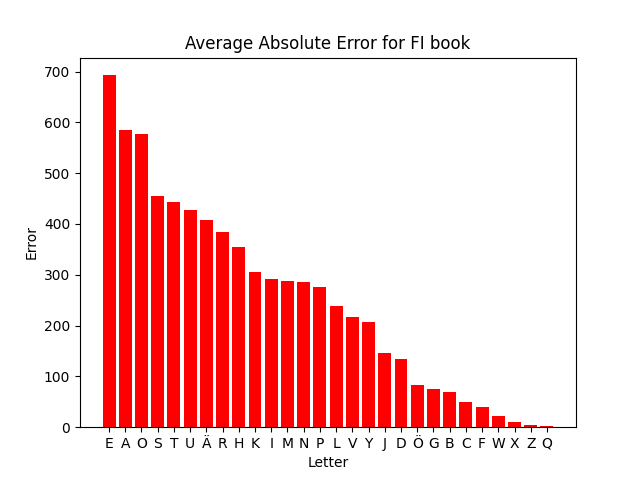 Average Absolute Error for FI book
700
600
500
400
300
200
100
0
Error
E A O S T U Ä R H K I M N P L V Y J D Ö G B C F W X Z Q
Letter